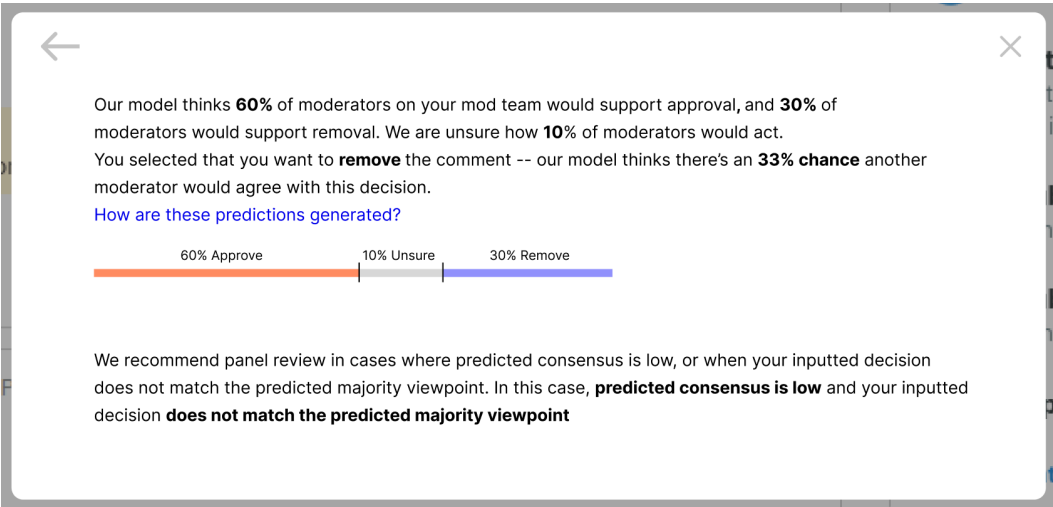 Our model thinks 60% of moderators on your mod team would support approval, and 30% of
moderators would support removal. We are unsure how 10% of moderators would act.
You selected that you want to remove the comment -- our model thinks there's an 33% chance another
moderator would agree with this decision.
How are these predictions generated?
60% Approve 10% Unsure 30% Remove
We recommend panel review in cases where predicted consensus is low, or when your inputted decision
does not match the predicted majority viewpoint. In this case, predicted consensus is low and your inputted
decision does not match the predicted majority viewpoint